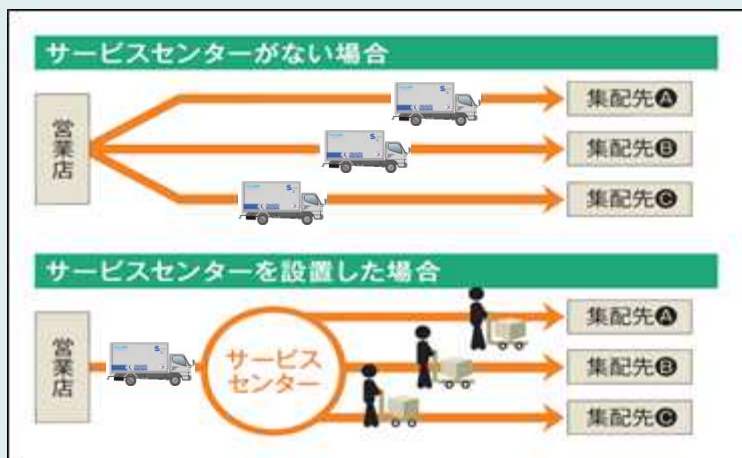 サービスセンターがない場合
営業店
集配先Ⓐ
集配先Ⓑ
集配先Ⓒ
サービスセンターを設置した場合
営業店
サービス
センター
集配先Ⓐ
集配先Ⓑ
集配先Ⓒ